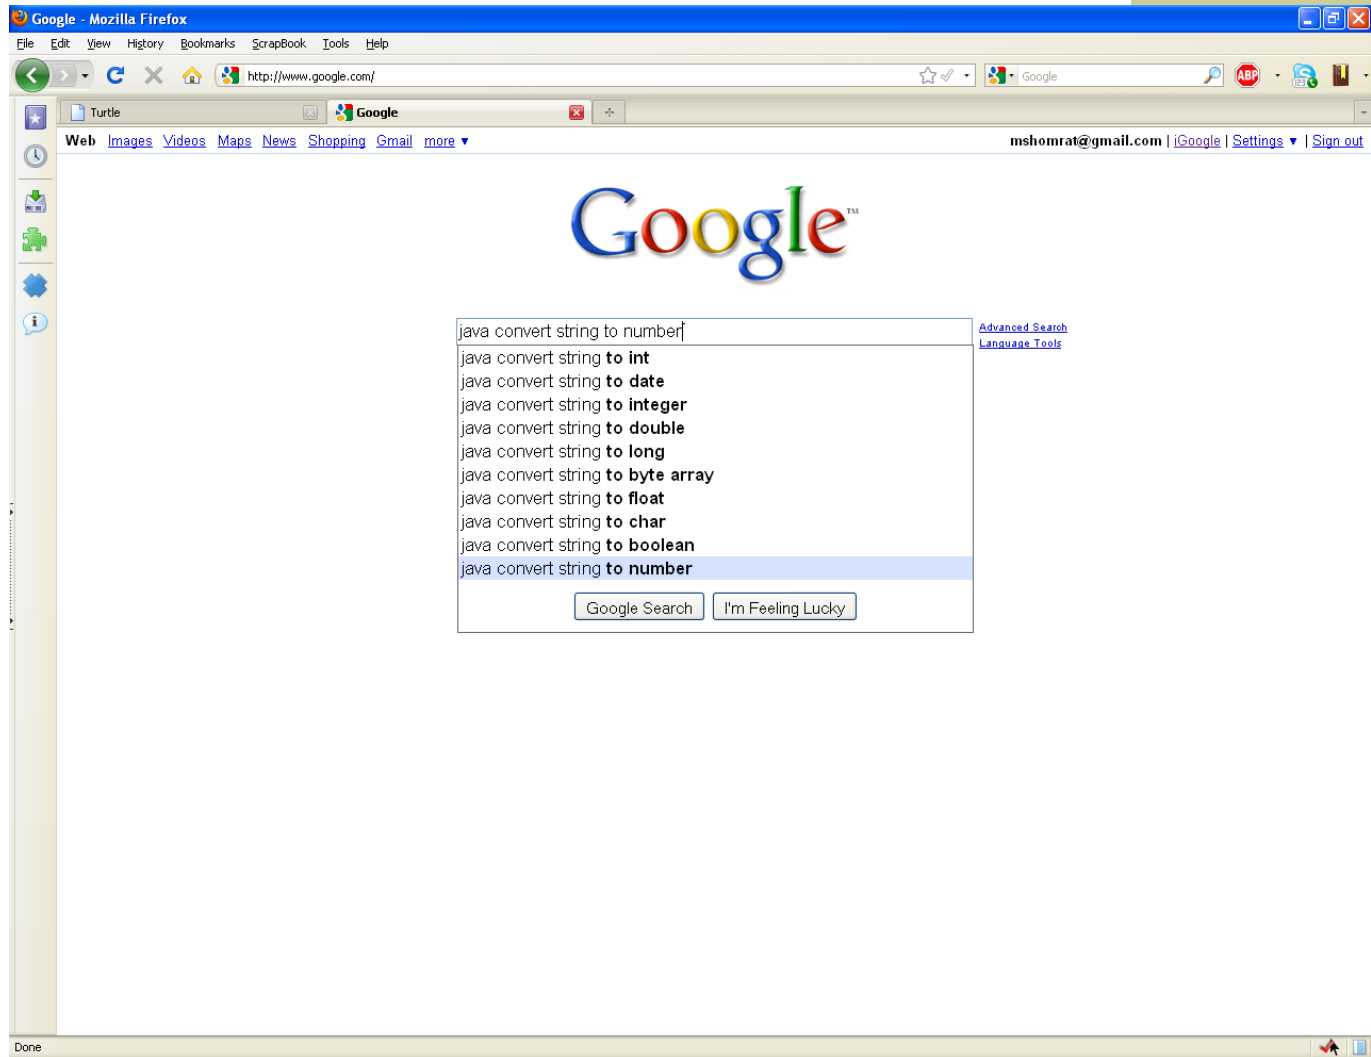 Google - Mozilla Firefox
File Edit View History Bookmarks ScrapBook Tools Help
http://www.google.com/ Google ABP
Turtle Google
Web Images Videos Maps News Shopping Gmail more ▼ mshomrat@gmail.com | iGoogle | Settings ▼ | Sign out
Google™
java convert string to number
Advanced Search
Language Tools
java convert string to int
java convert string to date
java convert string to integer
java convert string to double
java convert string to long
java convert string to byte array
java convert string to float
java convert string to char
java convert string to boolean
java convert string to number
Google Search I'm Feeling Lucky
Done